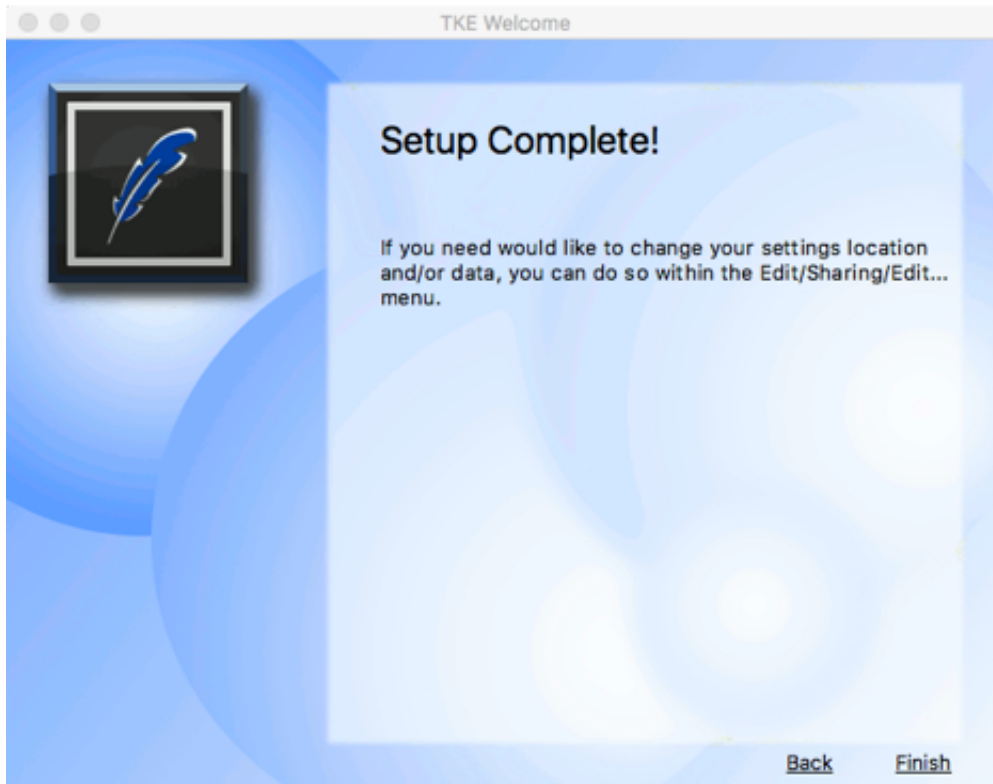 TKE Welcome
Setup Complete!
If you need would like to change your settings location
and/or data, you can do so within the Edit/Sharing/Edit...
menu.
Back
Finish